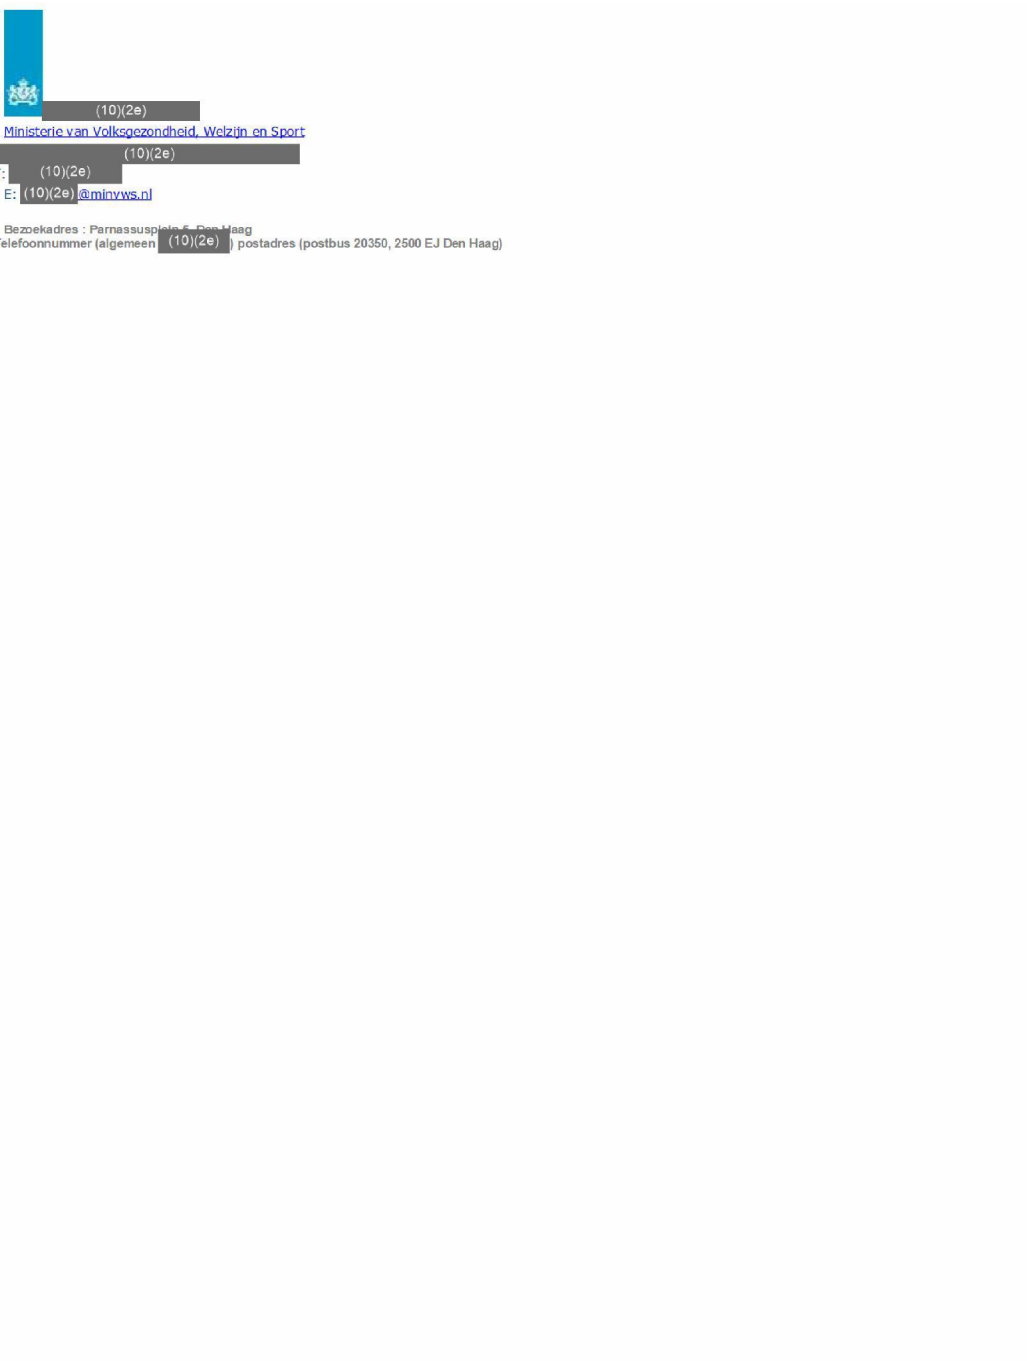 (10)(2e)
Ministerie van Volksgezondheid, Welzijn en Sport
(10)(2e)
: (10)(2e)
E: (10)(2e) @minvws.nl
Bezoekadres : Parnassusplein 5, Den Haag
elefoonnummer (algemeen (10)(2e) ) postadres (postbus 20350, 2500 EJ Den Haag)